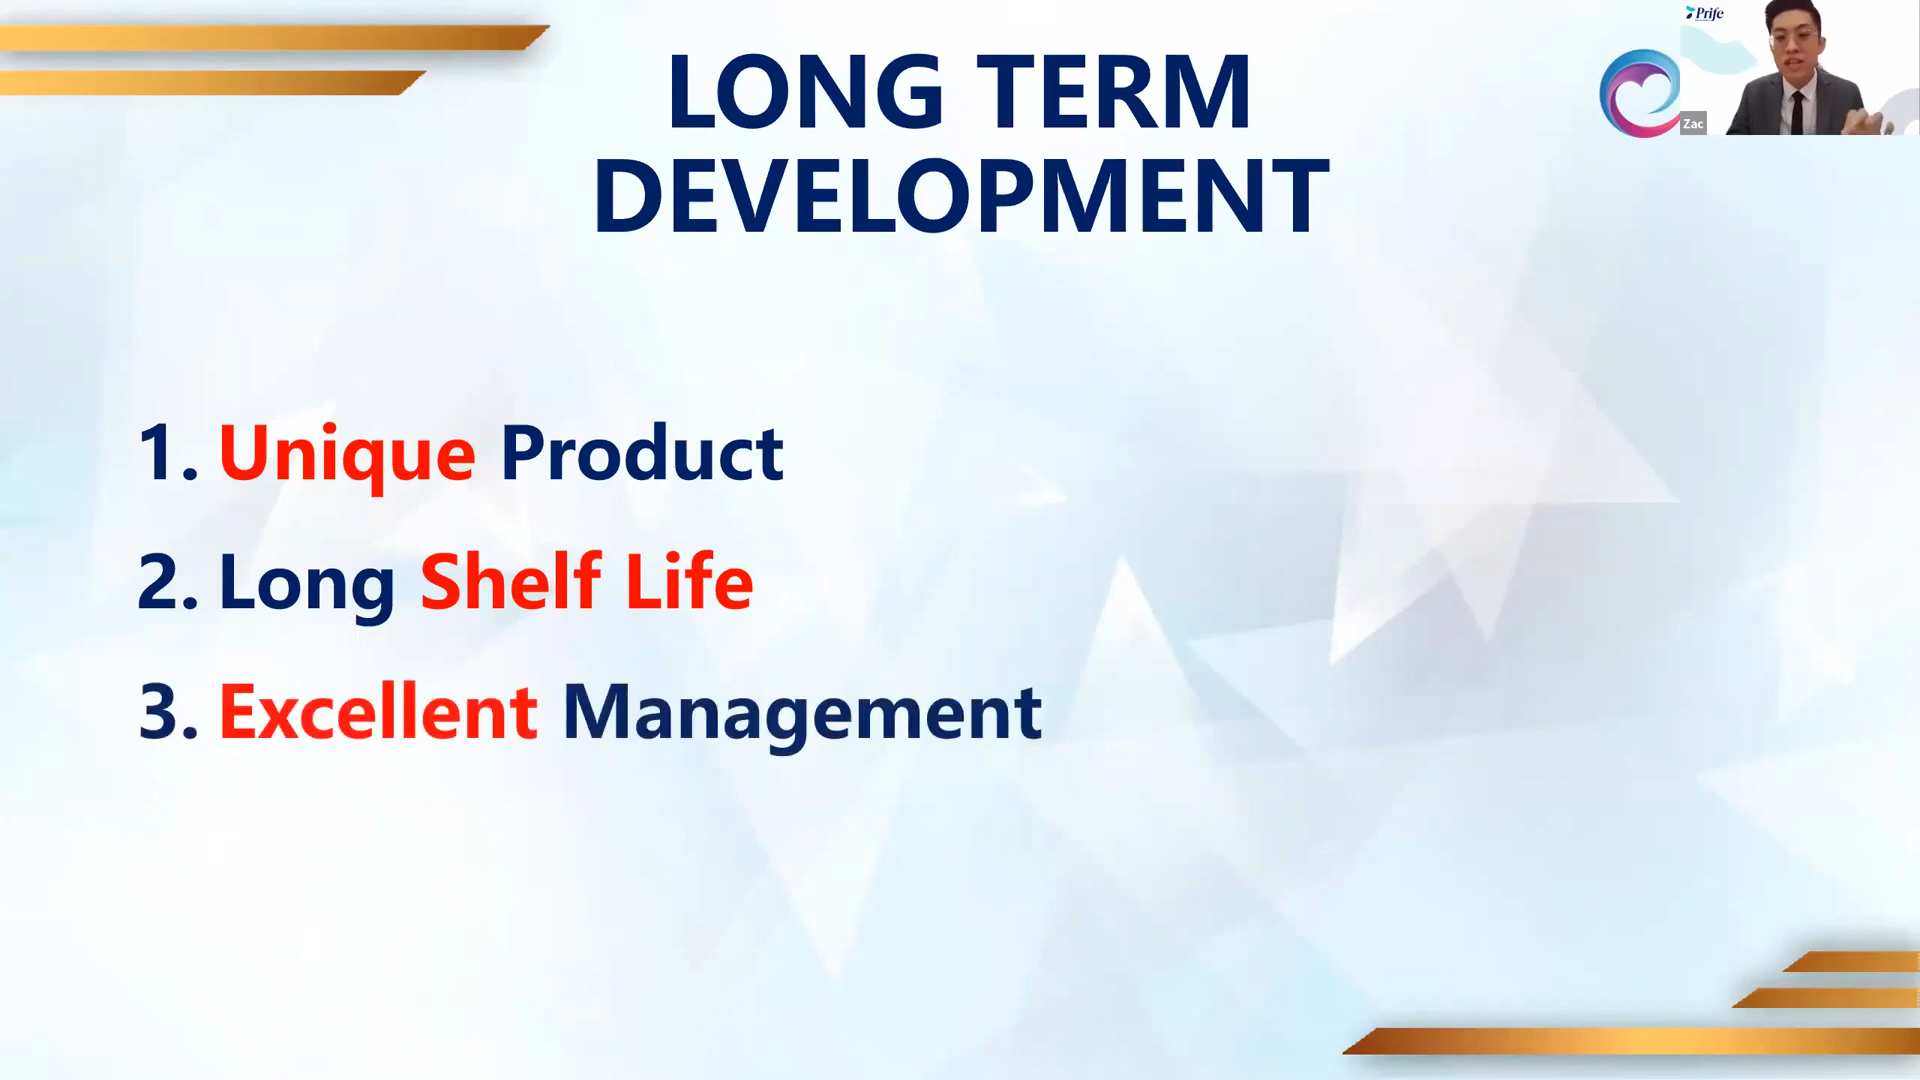 Prife
LONG TERM
Zac
DEVELOPMENT
1. Unique Product
2. Long Shelf Life
3. Excellent Management